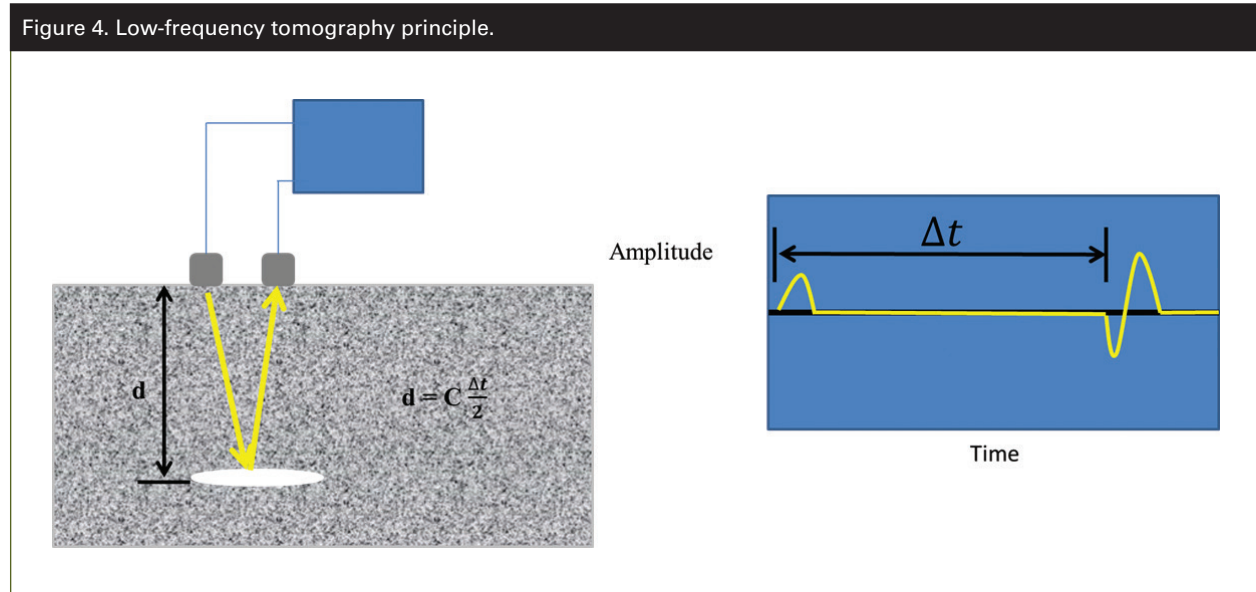 Figure 4. Low-frequency tomography principle.
d
d = C Δt/2
Amplitude
Δt
Time